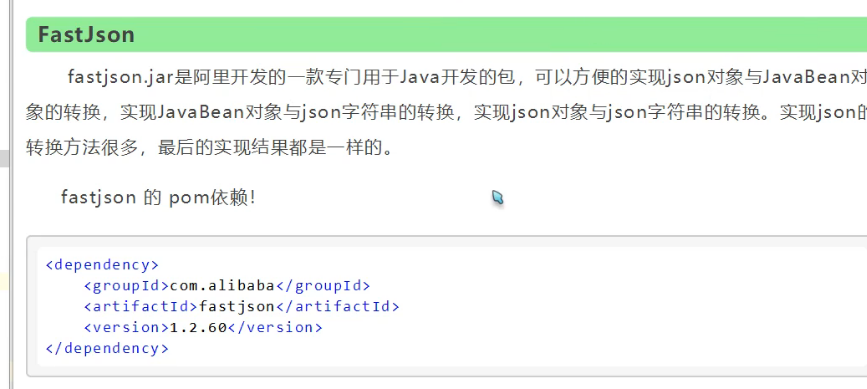 FastJson
fastjson.jar是阿里开发的一款专门用于Java开发的包，可以方便的实现json对象与JavaBean对
象的转换，实现JavaBean对象与json字符串的转换，实现json对象与json字符串的转换。实现json的
转换方法很多，最后的实现结果都是一样的。
fastjson 的 pom依赖！
<dependency>
    <groupId>com.alibaba</groupId>
    <artifactId>fastjson</artifactId>
    <version>1.2.60</version>
</dependency>